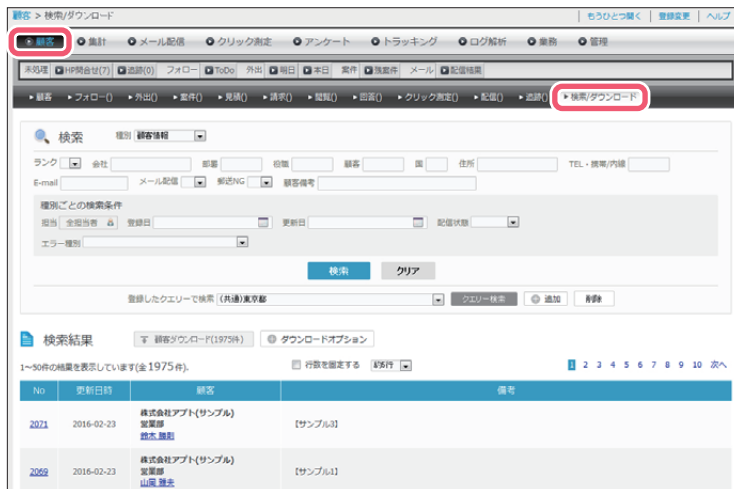 顧客 > 検索/ダウンロード もうひとつ開く 登録変更 ヘルプ
顧客 集計 メール配信 クリック測定 アンケート トラッキング ログ解析 業務 管理
未処理 HP問合せ(7) 追跡(0) フォロー ToDo 外出 明日 本日 案件 残案件 メール 配信結果
顧客 フォロー() 外出() 案件() 見積() 請求() 閲覧() 回答() クリック測定() 配信() 追跡() 検索/ダウンロード
検索 種別 顧客情報
ランク 会社 部署 役職 顧客 国 住所 TEL・携帯/内線
E-mail メール配信 郵送NG 顧客備考
種別ごとの検索条件
担当 全担当者 登録日 更新日 配信状態
エラー種別
検索 クリア
登録したクエリーで検索 (共通)東京都 クエリー検索 追加 削除
検索結果 顧客ダウンロード(1975件) ダウンロードオプション
1～50件の結果を表示しています(全1975件). 行数を固定する 約5行 1 2 3 4 5 6 7 8 9 10 次へ
No 更新日時 顧客 備考
株式会社アプト(サンプル)
2071 2016-02-23 営業部 【サンプル3】
鈴木 勝彰
株式会社アプト(サンプル)
2069 2016-02-23 営業部 【サンプル1】
山岡 雅夫